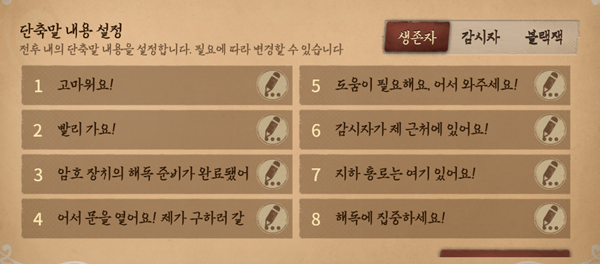 단축말 내용 설정
전후 내의 단축말 내용을 설정합니다. 필요에 따라 변경할 수 있습니다
생존자 감시자 블랙잭
1 고마워요!
2 빨리 가요!
3 암호 장치의 해독 준비가 완료됐어
4 어서 문을 열어요! 제가 구하러 갈
5 도움이 필요해요, 어서 와주세요!
6 감시자가 제 근처에 있어요!
7 지하 통로는 여기 있어요!
8 해독에 집중하세요!